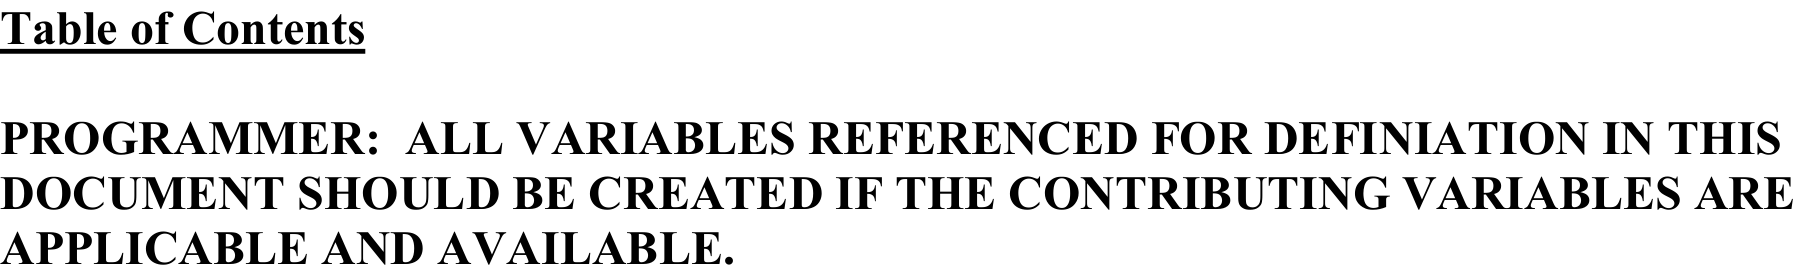 Table of Contents
PROGRAMMER:  ALL VARIABLES REFERENCED FOR DEFINIATION IN THIS
DOCUMENT SHOULD BE CREATED IF THE CONTRIBUTING VARIABLES ARE
APPLICABLE AND AVAILABLE.